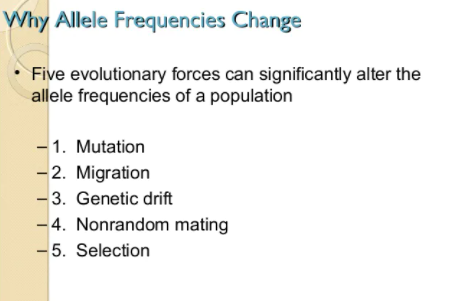 Why Allele Frequencies Change
• Five evolutionary forces can significantly alter the
allele frequencies of a population
– 1. Mutation
– 2. Migration
– 3. Genetic drift
– 4. Nonrandom mating
– 5. Selection